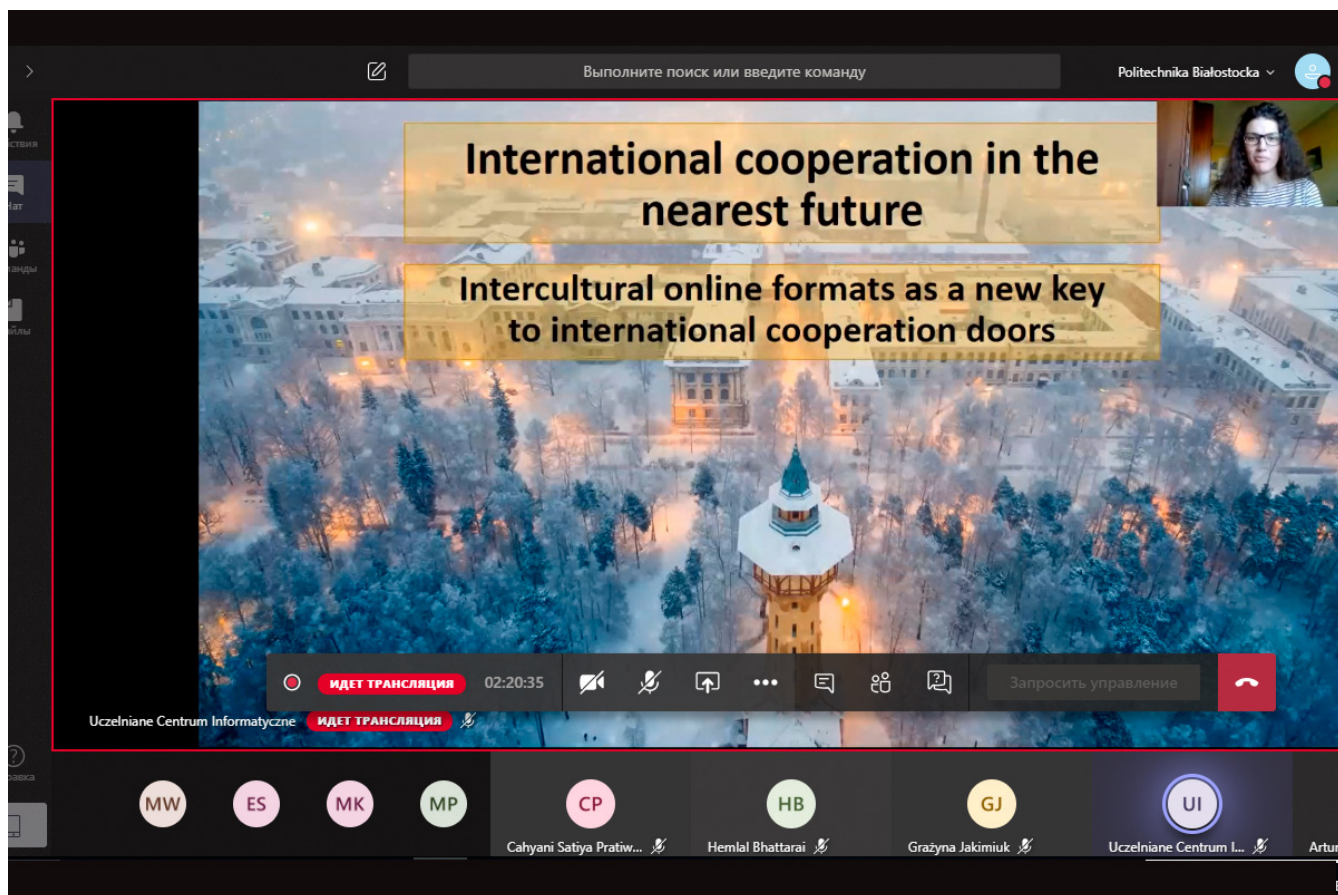 Выполните поиск или введите команду
Politechnika Białostocka
International cooperation in the
nearest future
Intercultural online formats as a new key
to international cooperation doors
ИДЕТ ТРАНСЛЯЦИЯ 02:20:35 Запросить управление
Uczelniane Centrum Informatyczne ИДЕТ ТРАНСЛЯЦИЯ
MW ES MK MP CP HB GJ UI
Cahyani Satiya Pratiw... Hemlal Bhattarai Grażyna Jakimiuk Uczelniane Centrum I... Artur